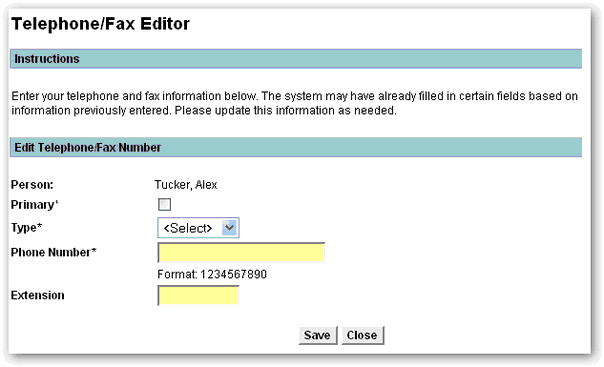 Telephone/Fax Editor
Instructions
Enter your telephone and fax information below. The system may have already filled in certain fields based on
information previously entered. Please update this information as needed.
Edit Telephone/Fax Number
Person: Tucker, Alex
Primary*
Type* <Select>
Phone Number*
Format: 1234567890
Extension
Save Close